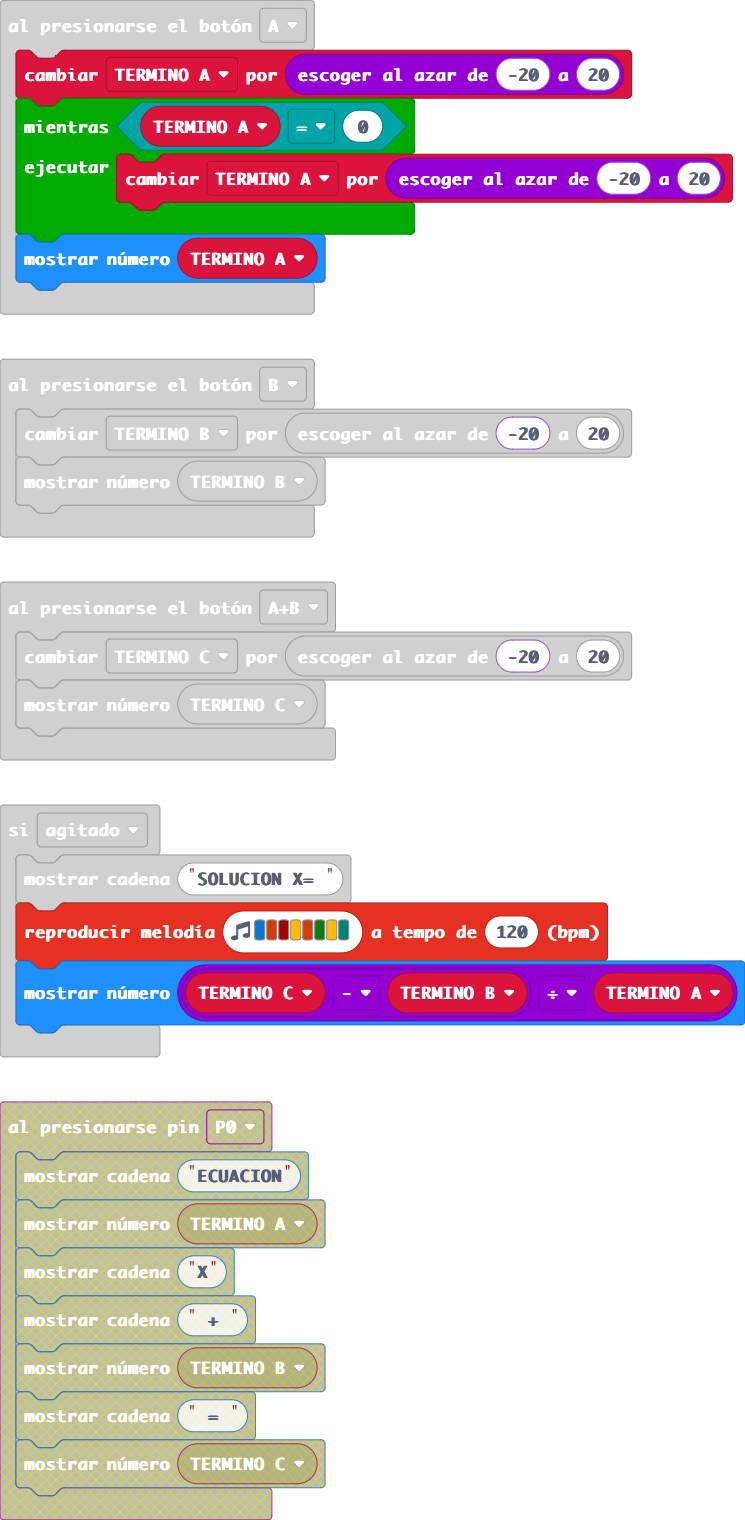 al presionarse el botón A
cambiar TERMINO A por escoger al azar de -20 a 20
mientras TERMINO A = 0
ejecutar cambiar TERMINO A por escoger al azar de -20 a 20
mostrar número TERMINO A
al presionarse el botón B
cambiar TERMINO B por escoger al azar de -20 a 20
mostrar número TERMINO B
al presionarse el botón A+B
cambiar TERMINO C por escoger al azar de -20 a 20
mostrar número TERMINO C
si agitado
mostrar cadena "SOLUCION X= "
reproducir melodía a tempo de 120 (bpm)
mostrar número TERMINO C - TERMINO B ÷ TERMINO A
al presionarse pin P0
mostrar cadena "ECUACION"
mostrar número TERMINO A
mostrar cadena "X"
mostrar cadena " + "
mostrar número TERMINO B
mostrar cadena " = "
mostrar número TERMINO C